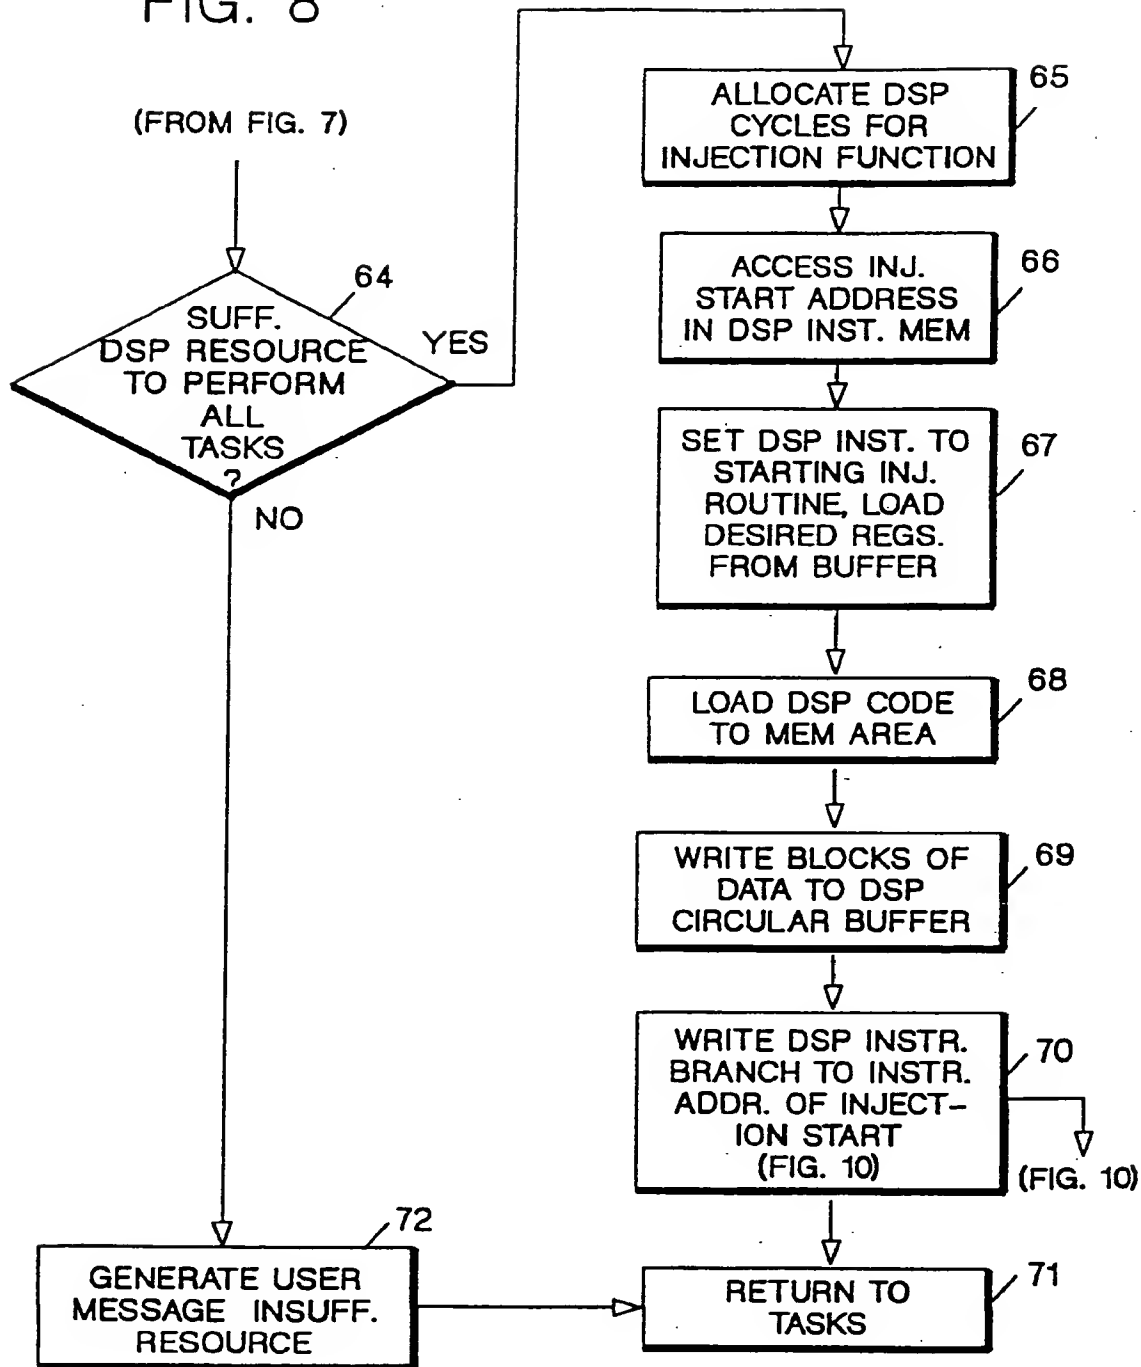 FIG. 8
(FROM FIG. 7)
64
SUFF.
DSP RESOURCE
TO PERFORM
ALL
TASKS
?
YES
NO
65
ALLOCATE DSP
CYCLES FOR
INJECTION FUNCTION
66
ACCESS INJ.
START ADDRESS
IN DSP INST. MEM
67
SET DSP INST. TO
STARTING INJ.
ROUTINE, LOAD
DESIRED REGS.
FROM BUFFER
68
LOAD DSP CODE
TO MEM AREA
69
WRITE BLOCKS OF
DATA TO DSP
CIRCULAR BUFFER
70
WRITE DSP INSTR.
BRANCH TO INSTR.
ADDR. OF INJECT-
ION START
(FIG. 10)
(FIG. 10)
72
GENERATE USER
MESSAGE INSUFF.
RESOURCE
71
RETURN TO
TASKS